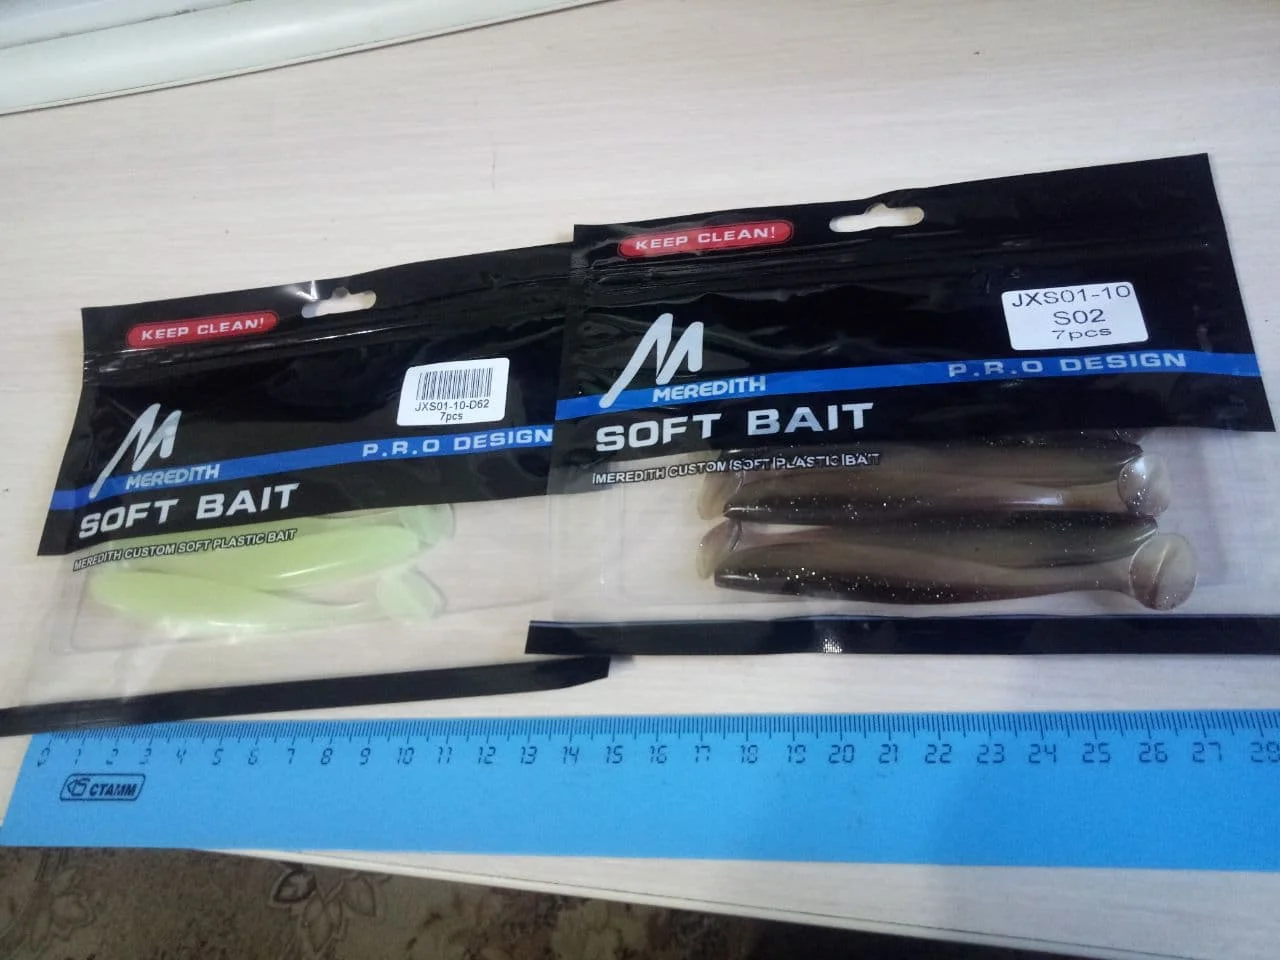 KEEP CLEAN!
JXS01-10-D62
7pcs
MEREDITH
P.R.O DESIGN
SOFT BAIT
MEREDITH CUSTOM SOFT PLASTIC BAIT
KEEP CLEAN!
JXS01-10
S02
7pcs
MEREDITH
P.R.O DESIGN
SOFT BAIT
MEREDITH CUSTOM SOFT PLASTIC BAIT
0 1 2 3 4 5 6 7 8 9 10 11 12 13 14 15 16 17 18 19 20 21 22 23 24 25 26 27 28
СТАММ